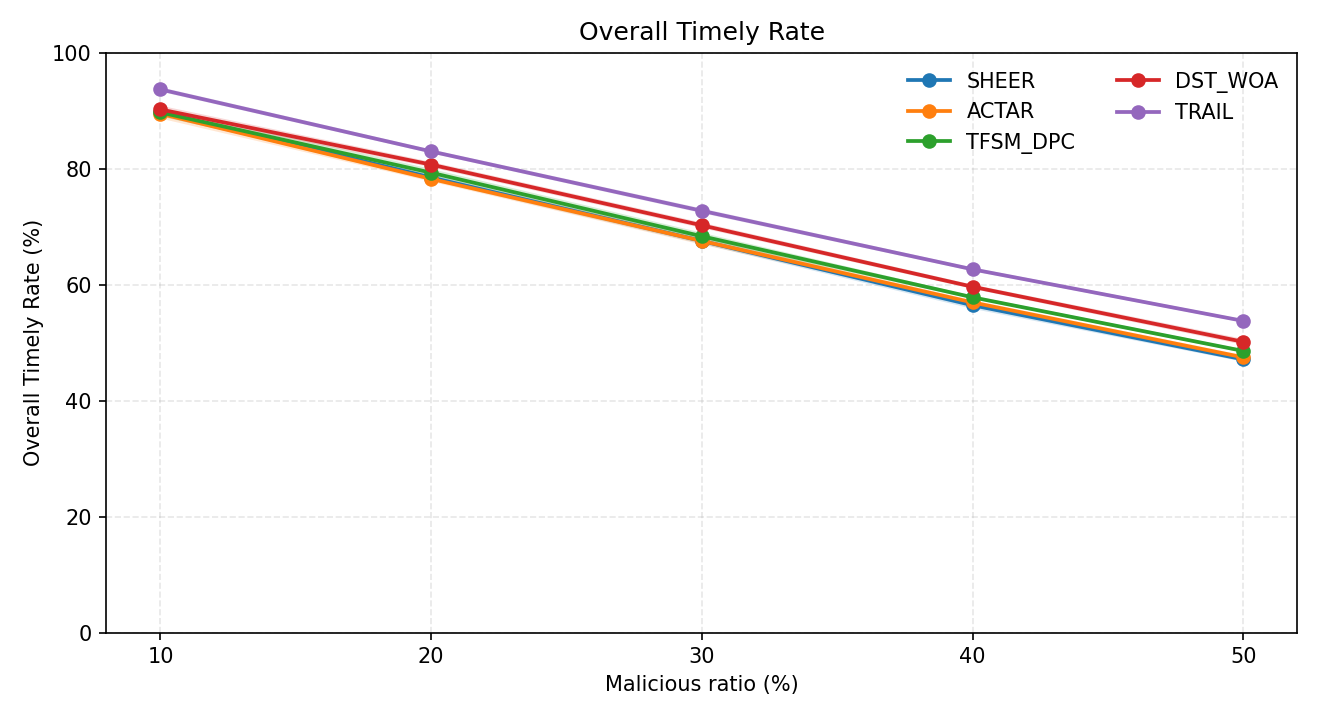 Overall Timely Rate
Overall Timely Rate (%)
100
80
60
40
20
0
SHEER
ACTAR
TFSM_DPC
DST_WOA
TRAIL
10 20 30 40 50
Malicious ratio (%)